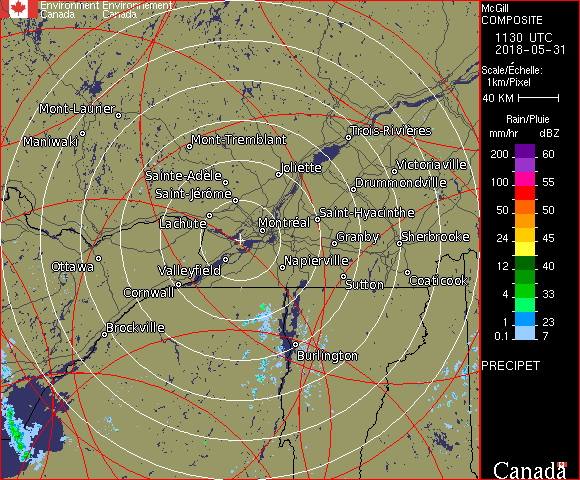 Environment Environnement
Canada Canada
McGill
COMPOSITE
1130 UTC
2018-05-31
Scale/Échelle:
1km/Pixel
40 KM
Rain/Pluie
mm/hr dBZ
200 60
100 55
50 50
24 45
12 40
4 33
1 23
0.1 7
PRECIPET
Canada
Mont-Laurier
Maniwaki
Mont-Tremblant
Trois-Rivières
Sainte-Adèle
Joliette
Victoriaville
Saint-Jérôme
Drummondville
Lachute
Montréal
Saint-Hyacinthe
Granby
Sherbrooke
Ottawa
Valleyfield
Napierville
Cornwall
Sutton
Coaticook
Brockville
Burlington